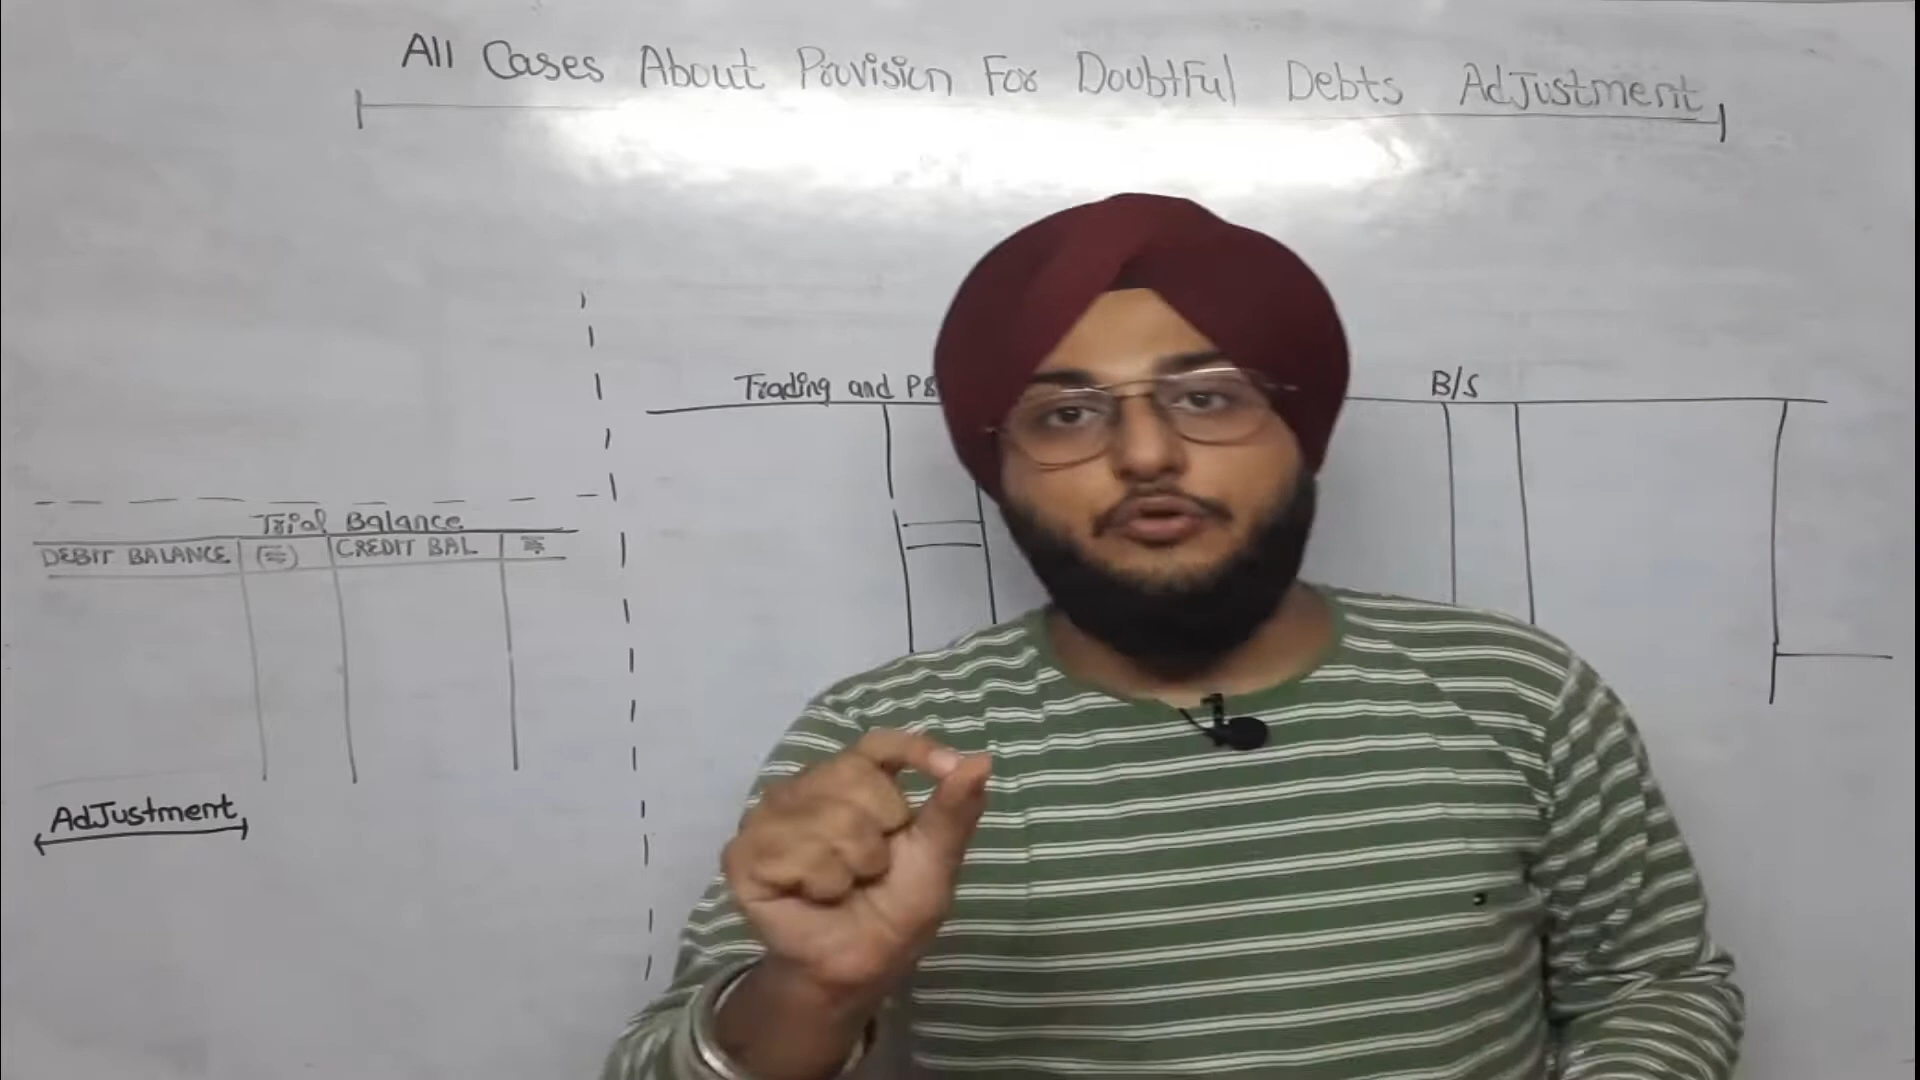 All Cases About Provision For Doubtful Debts AdJustment
Trading and P&
B/S
Trial Balance
DEBIT BALANCE (₹) CREDIT BAL ₹
AdJustment